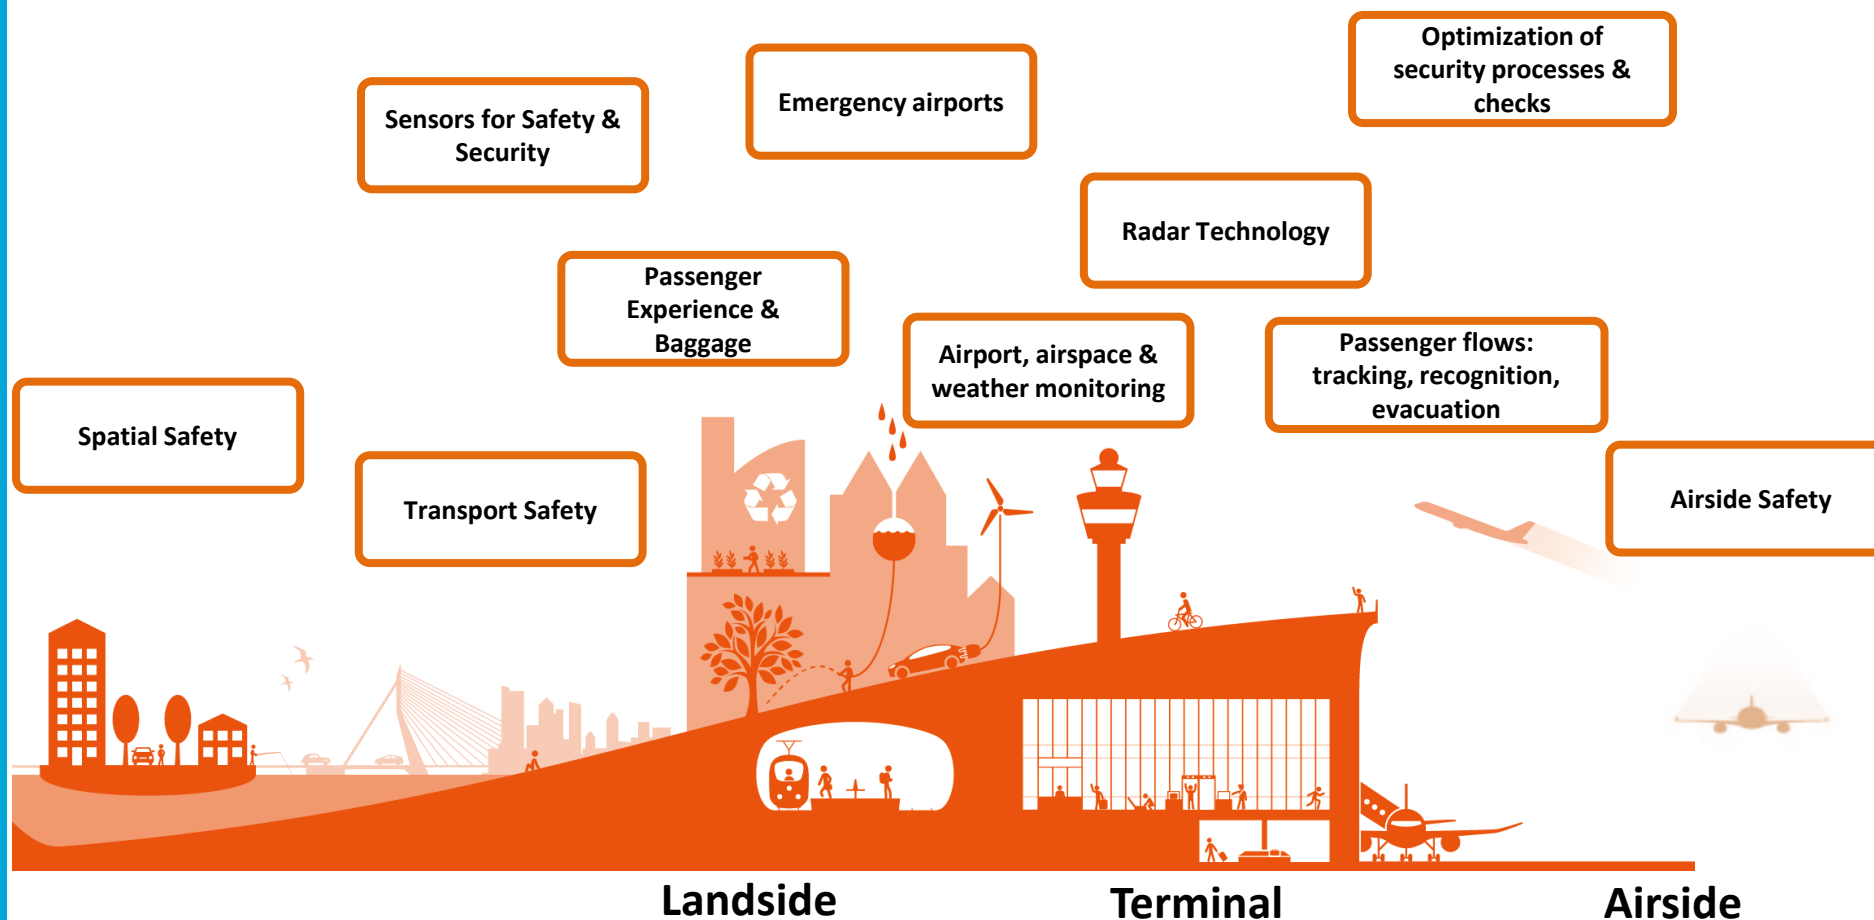 Optimization of
security processes &
checks
Emergency airports
Sensors for Safety &
Security
Radar Technology
Passenger
Experience &
Baggage
Airport, airspace &
weather monitoring
Passenger flows:
tracking, recognition,
evacuation
Spatial Safety
Transport Safety
Airside Safety
Landside
Terminal
Airside